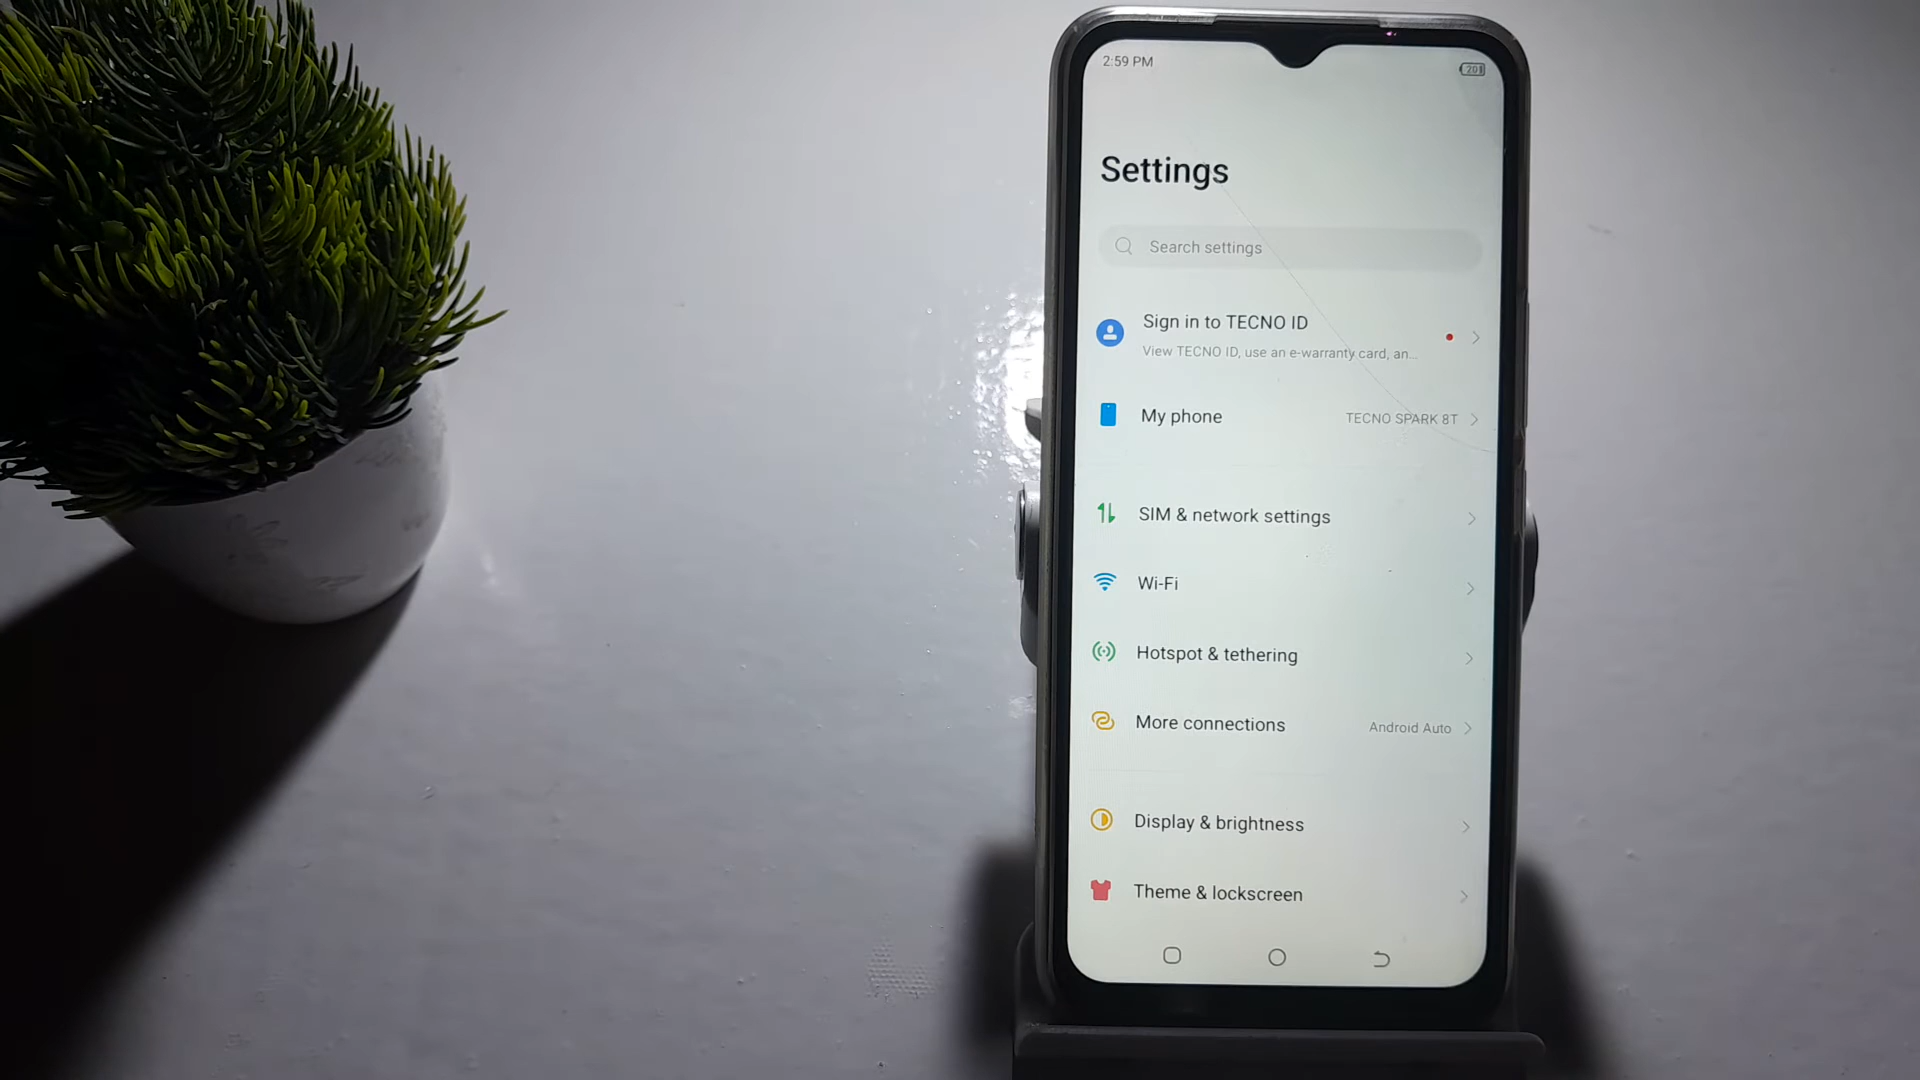 2:59 PM
20
Settings
Search settings
Sign in to TECNO ID
View TECNO ID, use an e-warranty card, an...
My phone TECNO SPARK 8T
SIM & network settings
Wi-Fi
Hotspot & tethering
More connections Android Auto
Display & brightness
Theme & lockscreen